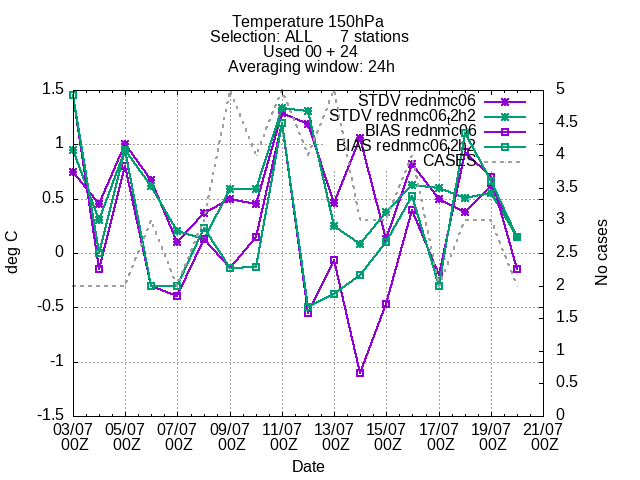 Temperature 150hPa
Selection: ALL 7 stations
Used 00 + 24
Averaging window: 24h
STDV rednmc06
STDV rednmc06_t2h2
BIAS rednmc06
BIAS rednmc06_t2h2
CASES
1.5
1
0.5
0
-0.5
-1
-1.5
deg C
5
4.5
4
3.5
3
2.5
2
1.5
1
0.5
0
No cases
03/07 05/07 07/07 09/07 11/07 13/07 15/07 17/07 19/07 21/07
00Z 00Z 00Z 00Z 00Z 00Z 00Z 00Z 00Z 00Z
Date